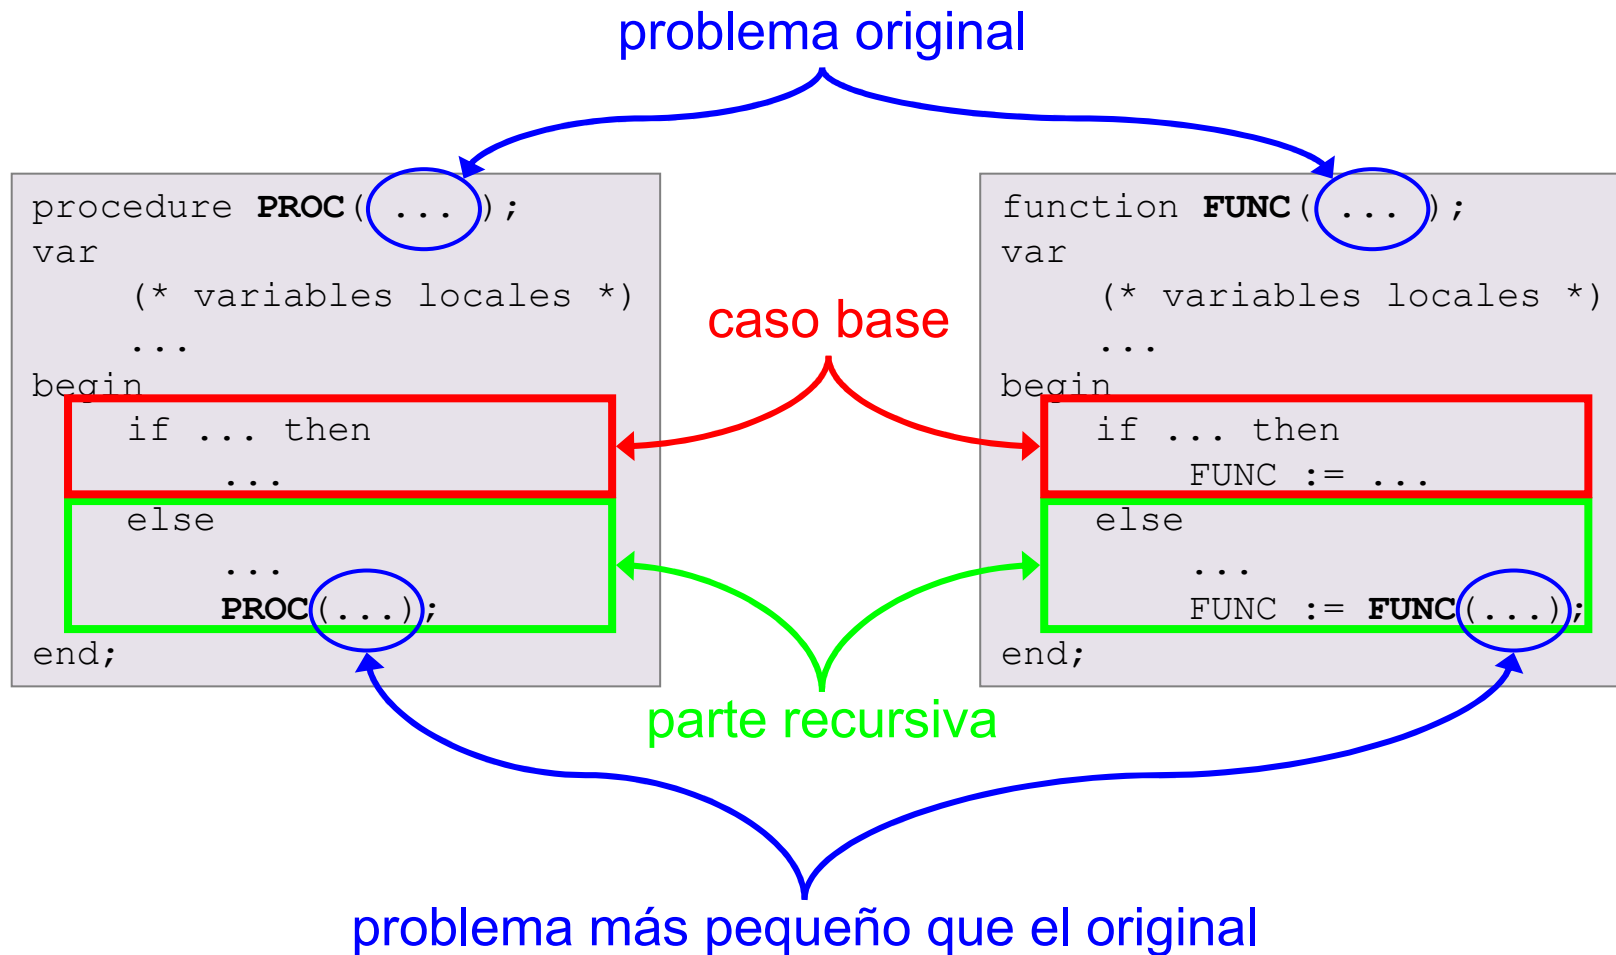 problema original
procedure PROC( ... );
var
(* variables locales *)
...
begin
if ... then
...
else
...
PROC(...);
end;
caso base
parte recursiva
function FUNC( ... );
var
(* variables locales *)
...
begin
if ... then
FUNC := ...
else
...
FUNC := FUNC(...);
end;
problema más pequeño que el original